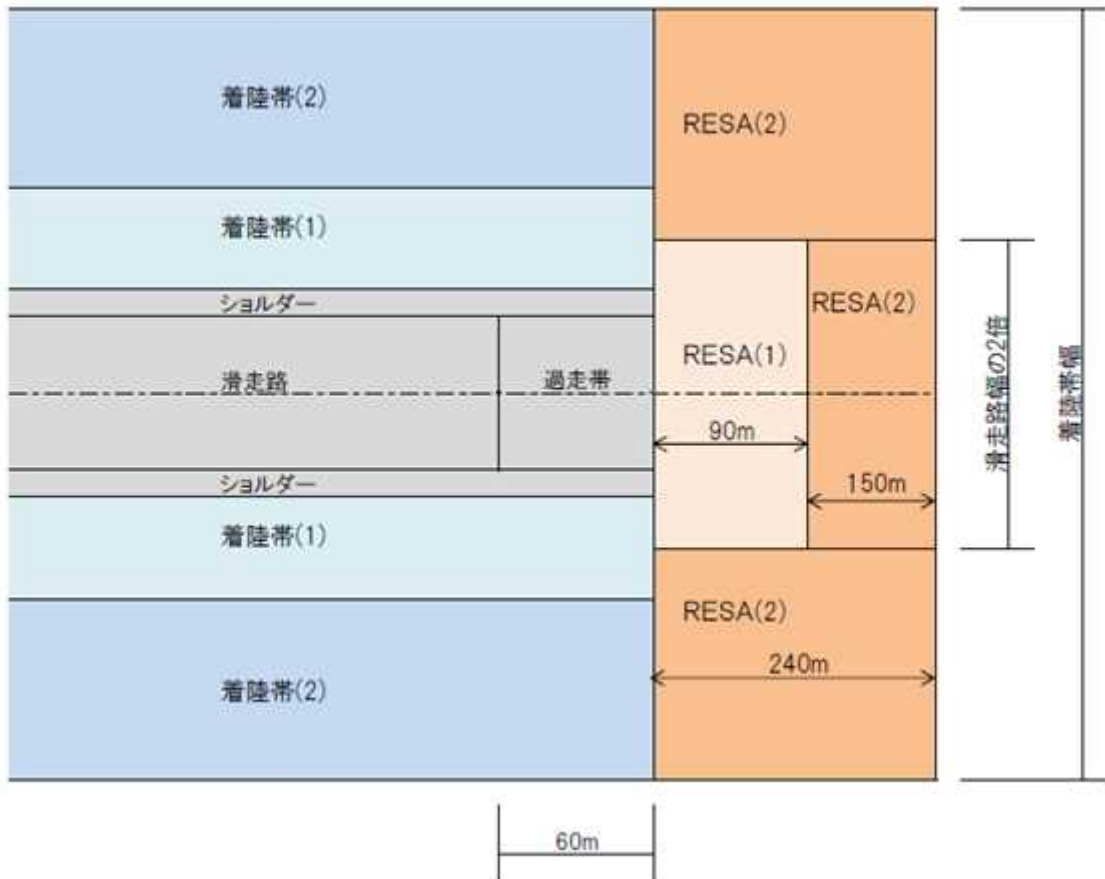 着陸帯(2)
RESA(2)
着陸帯(1)
ショルダー
RESA(2)
RESA(1)
滑走路
過走帯
90m
150m
ショルダー
着陸帯(1)
RESA(2)
240m
着陸帯(2)
60m
滑走路幅の2倍
着陸帯幅